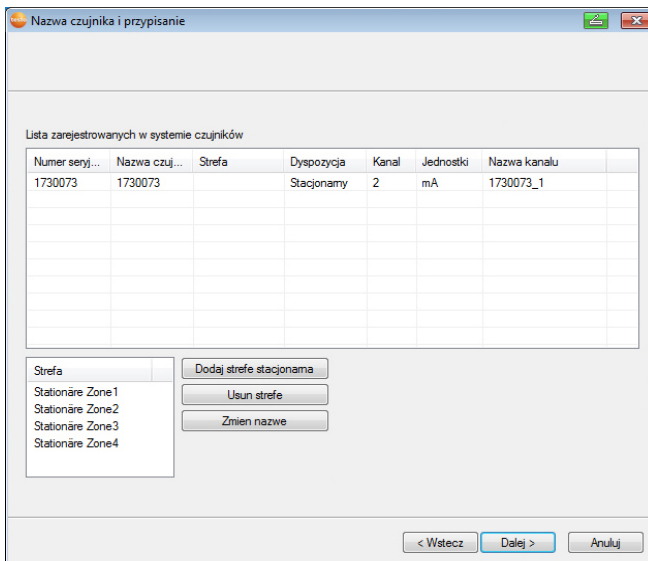 Nazwa czujnika i przypisanie
Lista zarejestrowanych w systemie czujników
Numer seryj... Nazwa czuj... Strefa Dyspozycja Kanal Jednostki Nazwa kanalu
1730073 1730073 Stacjonarny 2 mA 1730073_1
Strefa
Stationäre Zone1
Stationäre Zone2
Stationäre Zone3
Stationäre Zone4
Dodaj strefe stacjonarna
Usun strefe
Zmien nazwe
< Wstecz Dalej > Anuluj